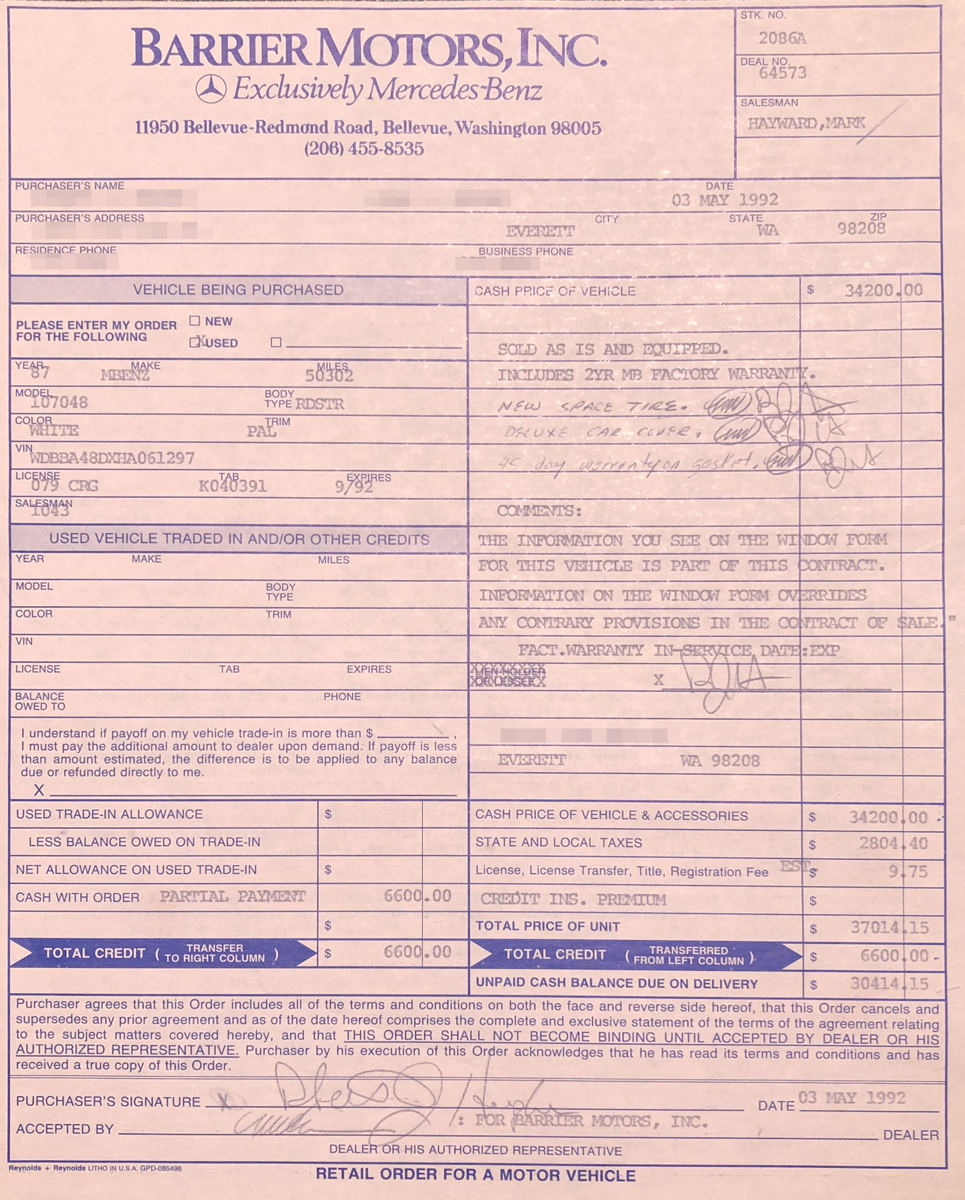 BARRIER MOTORS, INC.
Exclusively Mercedes-Benz
11950 Bellevue-Redmond Road, Bellevue, Washington 98005
(206) 455-8535
STK. NO.
2086A
DEAL NO.
64573
SALESMAN
HAYWARD,MARK
PURCHASER'S NAME
DATE
03 MAY 1992
PURCHASER'S ADDRESS
CITY STATE ZIP
EVERETT WA 98208
RESIDENCE PHONE
BUSINESS PHONE
VEHICLE BEING PURCHASED
PLEASE ENTER MY ORDER FOR THE FOLLOWING
NEW
X USED
YEAR MAKE MILES
87 MBENZ 50302
MODEL BODY TYPE
107048 RDSTR
COLOR TRIM
WHITE PAL
VIN
WDBBA48DXHA061297
LICENSE TAB EXPIRES
079 CRG K040391 9/92
SALESMAN
1043
USED VEHICLE TRADED IN AND/OR OTHER CREDITS
YEAR MAKE MILES
MODEL BODY TYPE
COLOR TRIM
VIN
LICENSE TAB EXPIRES
BALANCE OWED TO PHONE
I understand if payoff on my vehicle trade-in is more than $ ,
I must pay the additional amount to dealer upon demand. If payoff is less
than amount estimated, the difference is to be applied to any balance
due or refunded directly to me.
X
CASH PRICE OF VEHICLE $ 34200.00
SOLD AS IS AND EQUIPPED.
INCLUDES 2YR MB FACTORY WARRANTY.
NEW SPACE TIRE.
DELUXE CAR COVER.
45 day warranty on gasket.
COMMENTS:
THE INFORMATION YOU SEE ON THE WINDOW FORM
FOR THIS VEHICLE IS PART OF THIS CONTRACT.
INFORMATION ON THE WINDOW FORM OVERRIDES
ANY CONTRARY PROVISIONS IN THE CONTRACT OF SALE."
FACT.WARRANTY IN-SERVICE DATE:EXP
LIEN HOLDER
OR LESSEE
X
EVERETT WA 98208
USED TRADE-IN ALLOWANCE $
LESS BALANCE OWED ON TRADE-IN
NET ALLOWANCE ON USED TRADE-IN $
CASH WITH ORDER PARTIAL PAYMENT 6600.00
$
TOTAL CREDIT ( TRANSFER TO RIGHT COLUMN ) $ 6600.00
CASH PRICE OF VEHICLE & ACCESSORIES $ 34200.00 -
STATE AND LOCAL TAXES $ 2804.40
License, License Transfer, Title, Registration Fee EST. $ 9.75
CREDIT INS. PREMIUM $
TOTAL PRICE OF UNIT $ 37014.15
TOTAL CREDIT ( TRANSFERRED FROM LEFT COLUMN ) $ 6600.00 -
UNPAID CASH BALANCE DUE ON DELIVERY $ 30414.15
Purchaser agrees that this Order includes all of the terms and conditions on both the face and reverse side hereof, that this Order cancels and
supersedes any prior agreement and as of the date hereof comprises the complete and exclusive statement of the terms of the agreement relating
to the subject matters covered hereby, and that THIS ORDER SHALL NOT BECOME BINDING UNTIL ACCEPTED BY DEALER OR HIS
AUTHORIZED REPRESENTATIVE. Purchaser by his execution of this Order acknowledges that he has read its terms and conditions and has
received a true copy of this Order.
PURCHASER'S SIGNATURE X DATE 03 MAY 1992
ACCEPTED BY : FOR BARRIER MOTORS, INC. DEALER
DEALER OR HIS AUTHORIZED REPRESENTATIVE
Reynolds + Reynolds LITHO IN U.S.A. GPD-085496
RETAIL ORDER FOR A MOTOR VEHICLE